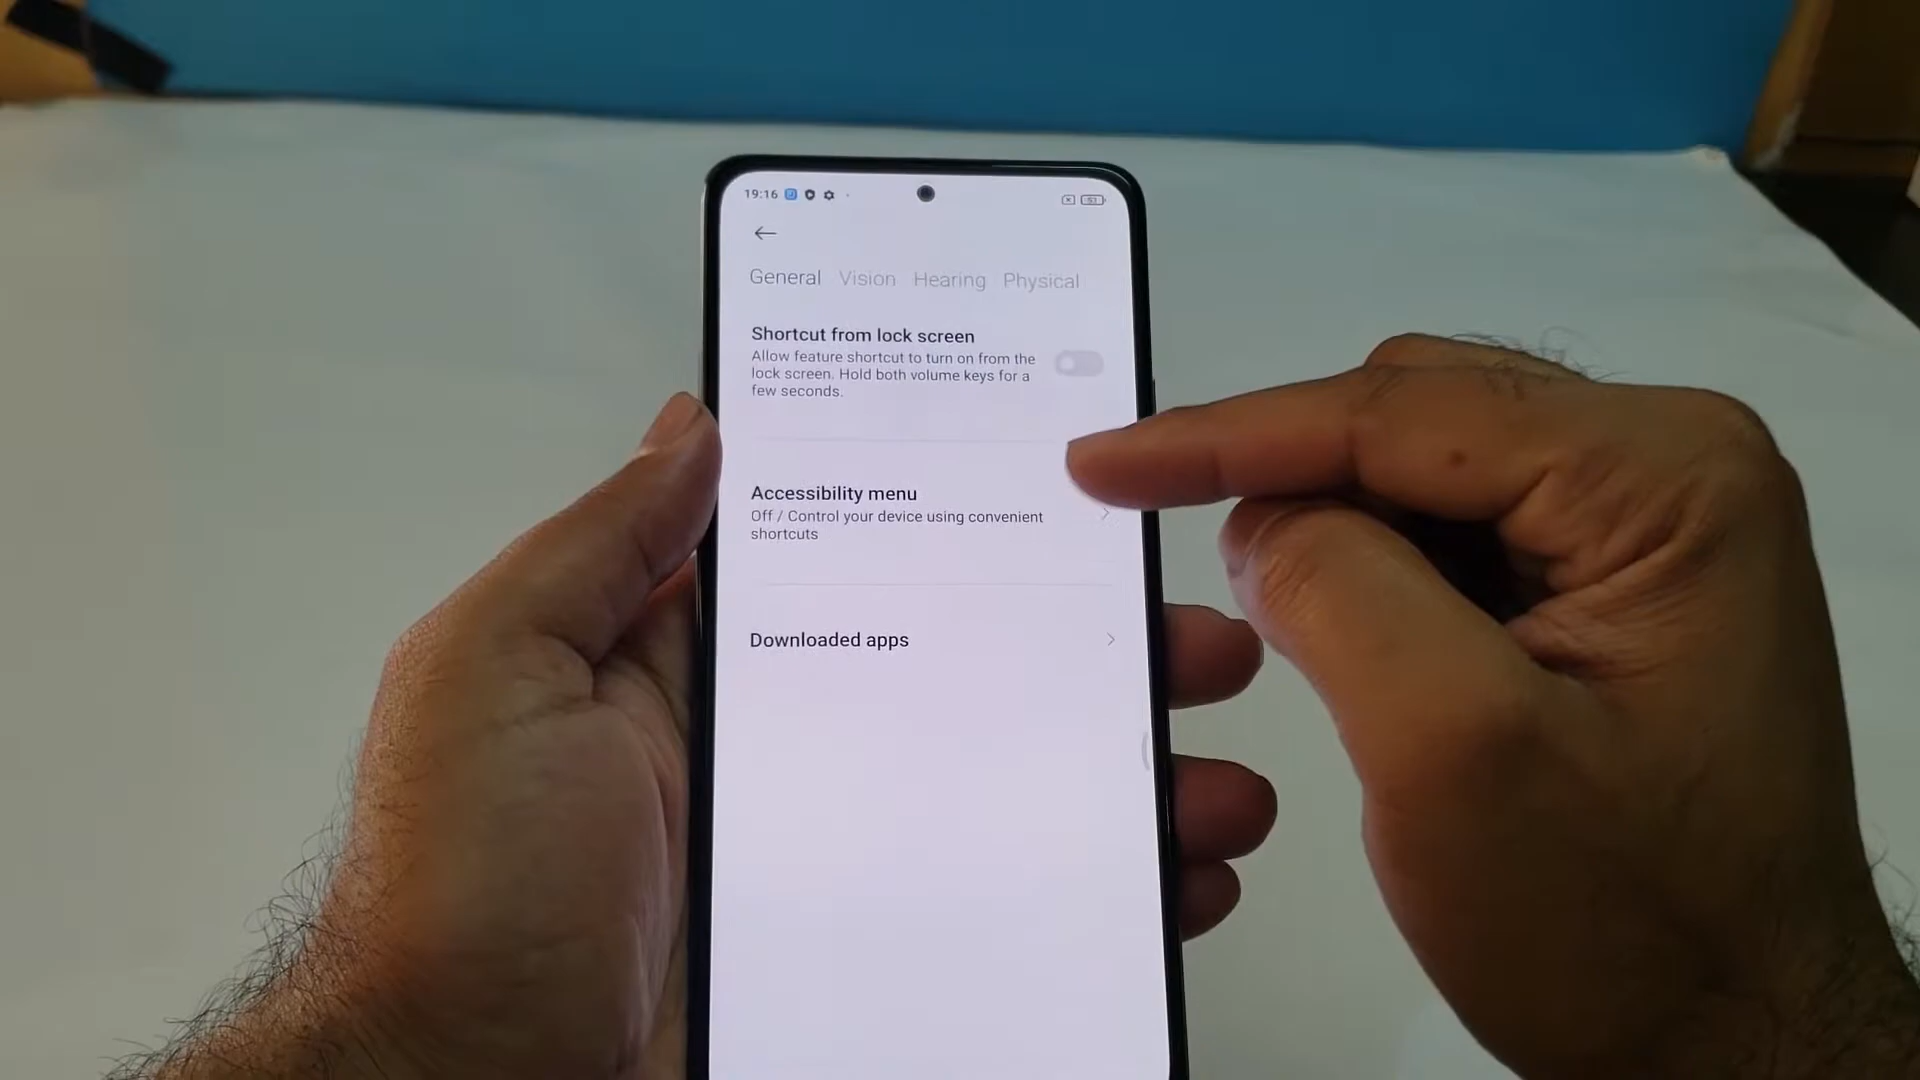 19:16
53
General Vision Hearing Physical
Shortcut from lock screen
Allow feature shortcut to turn on from the
lock screen. Hold both volume keys for a
few seconds.
Accessibility menu
Off / Control your device using convenient
shortcuts
Downloaded apps